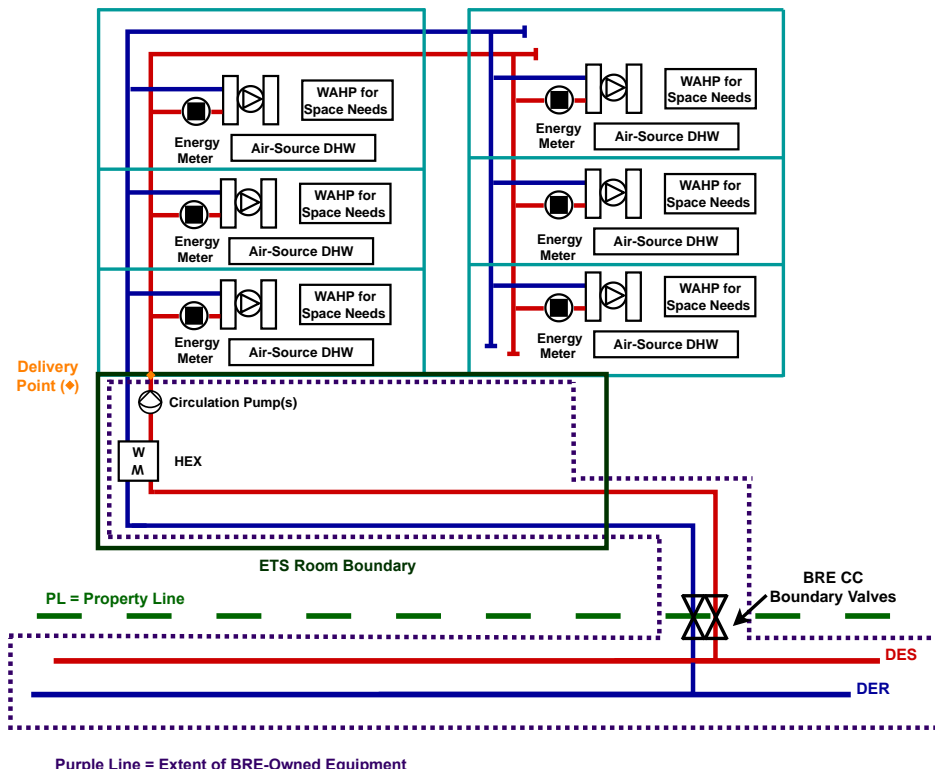 WAHP for
Space Needs
Energy
Meter
Air-Source DHW
WAHP for
Space Needs
Energy
Meter
Air-Source DHW
WAHP for
Space Needs
Energy
Meter
Air-Source DHW
WAHP for
Space Needs
Energy
Meter
Air-Source DHW
WAHP for
Space Needs
Energy
Meter
Air-Source DHW
WAHP for
Space Needs
Energy
Meter
Air-Source DHW
Delivery
Point (◆)
Circulation Pump(s)
HEX
ETS Room Boundary
PL = Property Line
BRE CC
Boundary Valves
DES
DER
Purple Line = Extent of BRE-Owned Equipment